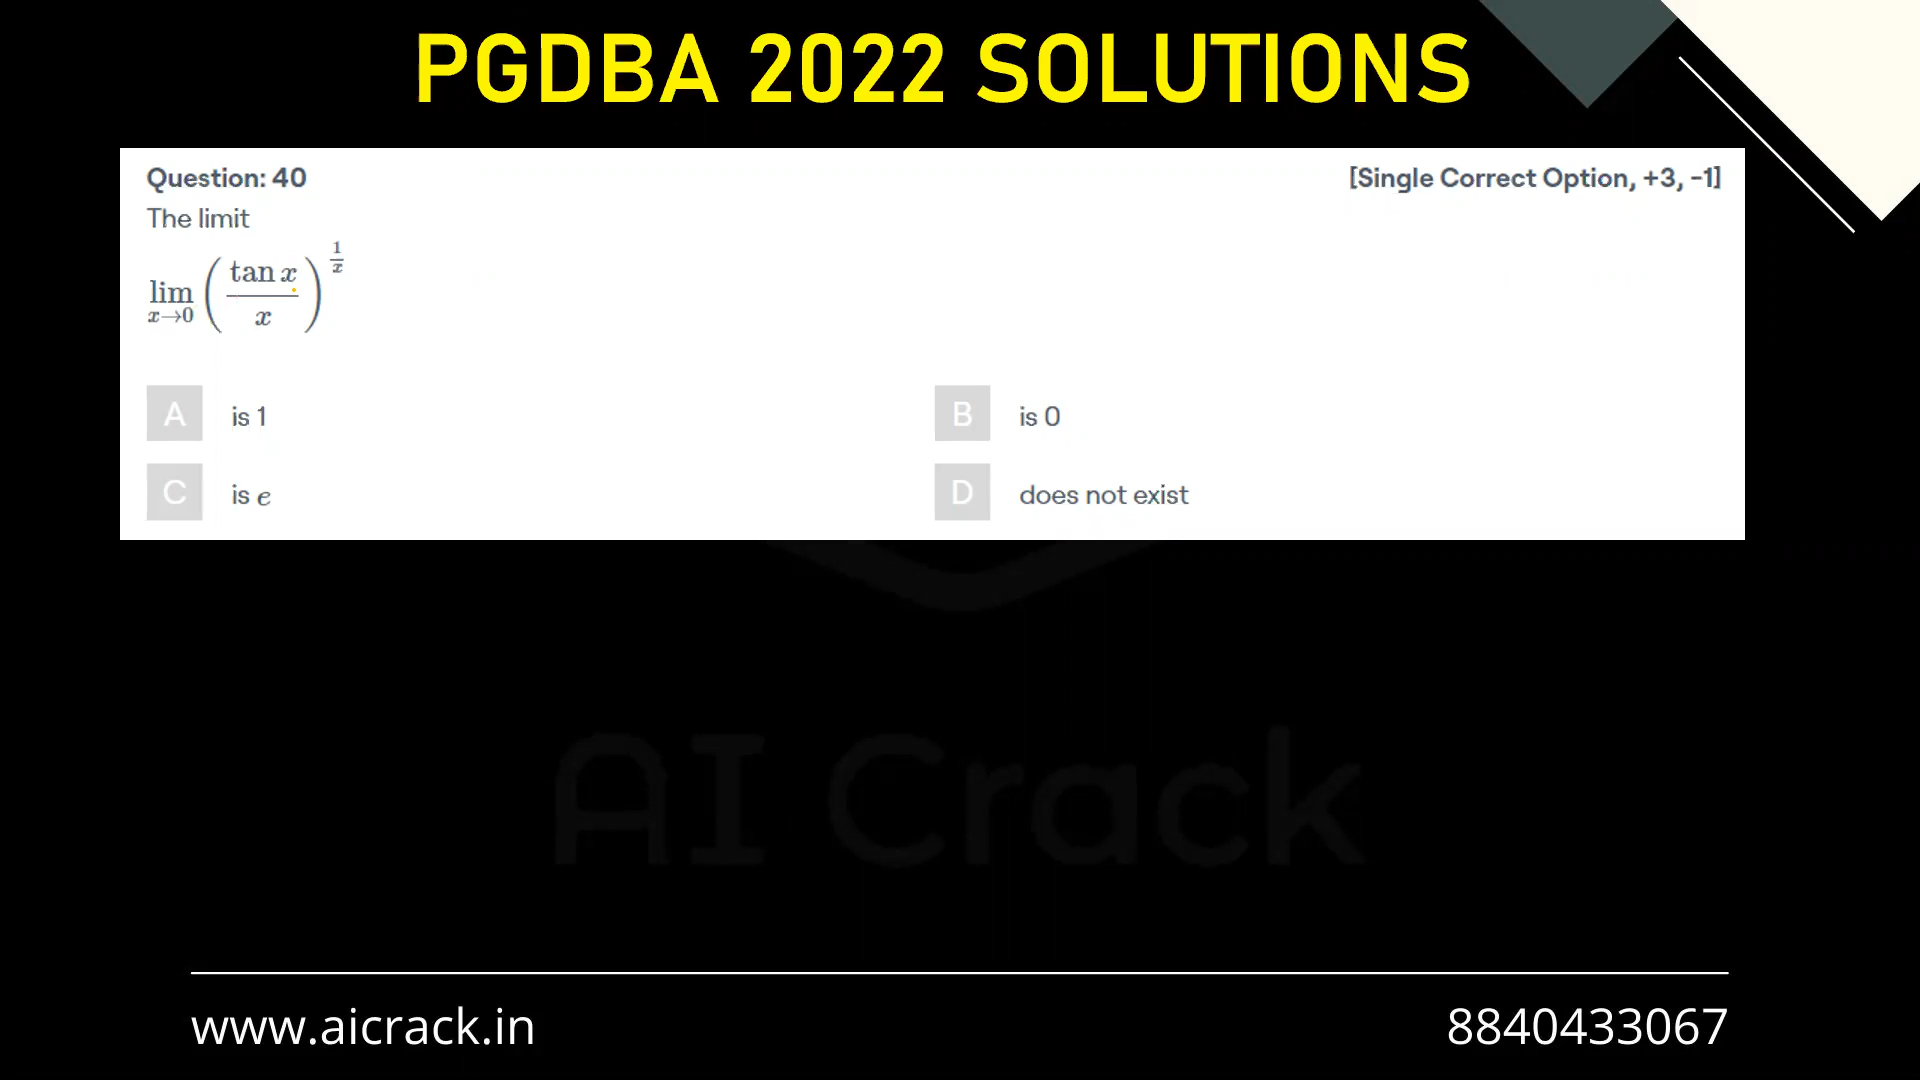 PGDBA 2022 SOLUTIONS
Question: 40 [Single Correct Option, +3, -1]
The limit
lim x→0 (tan x / x)^(1/x)
A is 1 B is 0
C is e D does not exist
AI Crack
www.aicrack.in 8840433067